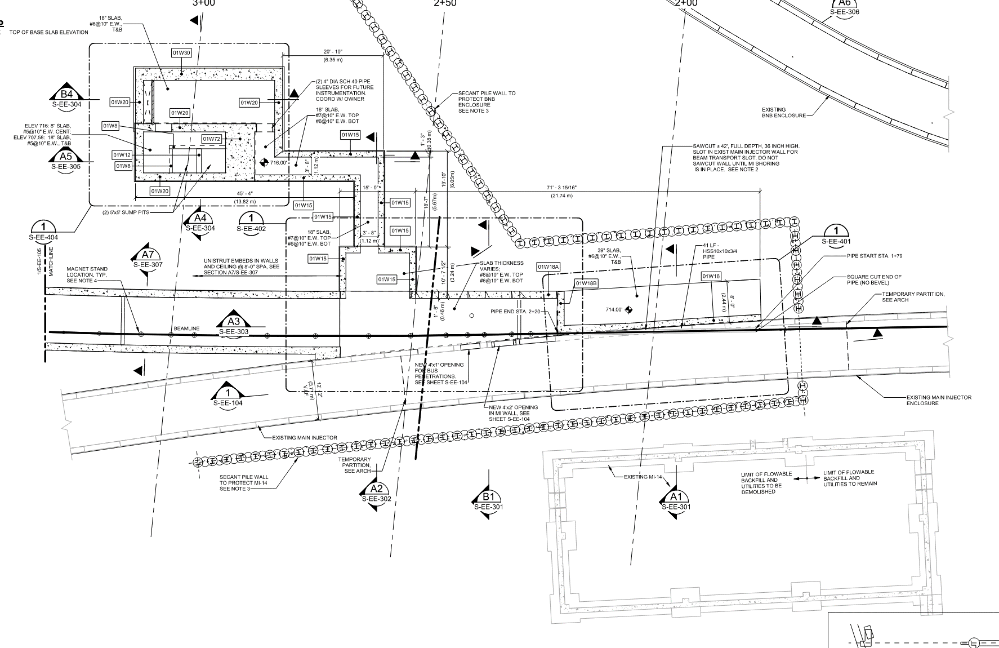 3+00
2+50
2+00
A6
S-EE-306
TOP OF BASE SLAB ELEVATION
18" SLAB,
#6@10" E.W.,
T&B
01W30
20' - 10"
(6.35 m)
B4
S-EE-304
01W20
01W20
01W20
(2) 4" DIA SCH 40 PIPE
SLEEVES FOR FUTURE
INSTRUMENTATION.
COORD W/ OWNER
18" SLAB,
#7@10" E.W. TOP
#6@10" E.W. BOT
SECANT PILE WALL TO
PROTECT BNB
ENCLOSURE
SEE NOTE 3
EXISTING
BNB ENCLOSURE
ELEV 716: 8" SLAB,
#5@10" E.W. CENT;
ELEV 707.58: 18" SLAB,
#5@10" E.W., T&B
01W8
01W72
01W15
1' - 3"
(0.38 m)
A5
S-EE-305
01W12
01W8
716.00'
3' - 8"
(1.12 m)
SAWCUT ± 42', FULL DEPTH, 36 INCH HIGH.
SLOT IN EXIST MAIN INJECTOR WALL FOR
BEAM TRANSPORT SLOT. DO NOT
SAWCUT WALL UNTIL MI SHORING
IS IN PLACE. SEE NOTE 2
01W20
45' - 4"
(13.82 m)
15' - 0"
19'-10"
(6.05m)
18'-7"
(5.67m)
71' - 3 15/16"
(21.74 m)
01W15
01W15
01W15
(2) 5'x5' SUMP PITS
A4
S-EE-304
1
S-EE-402
1
S-EE-404
18" SLAB,
#7@10" E.W. TOP
#6@10" E.W. BOT
3' - 8"
(1.12 m)
01W15
1
S-EE-401
1/S-EE-105
MATCHLINE
A7
S-EE-307
MAGNET STAND
LOCATION, TYP,
SEE NOTE 4
UNISTRUT EMBEDS IN WALLS
AND CEILING @ 8'-0" SPA, SEE
SECTION A7/S-EE-307
01W15
01W15
10' - 7 1/2"
(3.24 m)
SLAB THICKNESS
VARIES;
#8@10" E.W. TOP
#6@10" E.W. BOT
39" SLAB,
#6@10" E.W.,
T&B
41 LF -
HSS10x10x3/4
PIPE
PIPE START STA. 1+79
01W18A
01W18B
01W16
SQUARE CUT END OF
PIPE (NO BEVEL)
TEMPORARY PARTITION,
SEE ARCH
8' - 0"
(2.44 m)
1' - 6"
(0.46 m)
PIPE END STA. 2+20
714.00'
A3
S-EE-303
BEAMLINE
NEW 4'x1' OPENING
FOR BUS
PENETRATIONS.
SEE SHEET S-EE-104
12' - 2"
(3.71 m)
V.I.F.
1
S-EE-104
NEW 4'x2' OPENING
IN MI WALL, SEE
SHEET S-EE-104
EXISTING MAIN INJECTOR
ENCLOSURE
EXISTING MAIN INJECTOR
TEMPORARY
PARTITION,
SEE ARCH
SECANT PILE WALL
TO PROTECT MI-14
SEE NOTE 3
A2
S-EE-302
B1
S-EE-301
A1
S-EE-301
EXISTING MI-14
LIMIT OF FLOWABLE
BACKFILL AND
UTILITIES TO BE
DEMOLISHED
LIMIT OF FLOWABLE
BACKFILL AND
UTILITIES TO REMAIN